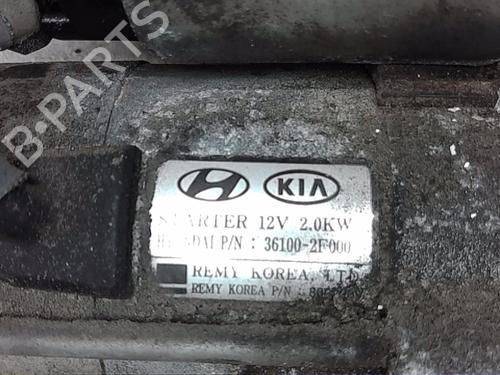 B-PARTS
KIA
STARTER 12V 2.0KW
HYUNDAI P/N : 36100-2F000
REMY KOREA, LTD
REMY KOREA P/N :